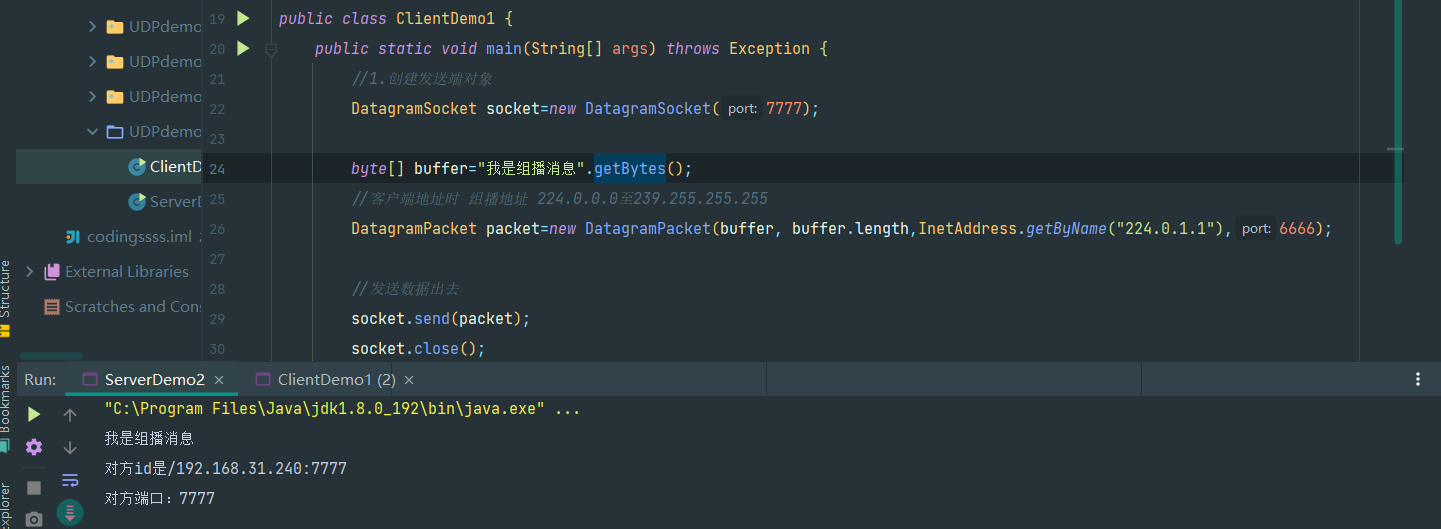 UDPdemo
UDPdemo
UDPdemo
UDPdemo
ClientD
ServerD
codingssss.iml
External Libraries
Scratches and Cons
Structure
Bookmarks
explorer
19 public class ClientDemo1 {
20 public static void main(String[] args) throws Exception {
21 //1.创建发送端对象
22 DatagramSocket socket=new DatagramSocket( port: 7777);
23
24 byte[] buffer="我是组播消息".getBytes();
25 //客户端地址时 组播地址 224.0.0.0至239.255.255.255
26 DatagramPacket packet=new DatagramPacket(buffer, buffer.length,InetAddress.getByName("224.0.1.1"), port: 6666);
27
28 //发送数据出去
29 socket.send(packet);
30 socket.close();
Run: ServerDemo2 × ClientDemo1 (2) ×
"C:\Program Files\Java\jdk1.8.0_192\bin\java.exe" ...
我是组播消息
对方id是/192.168.31.240:7777
对方端口：7777